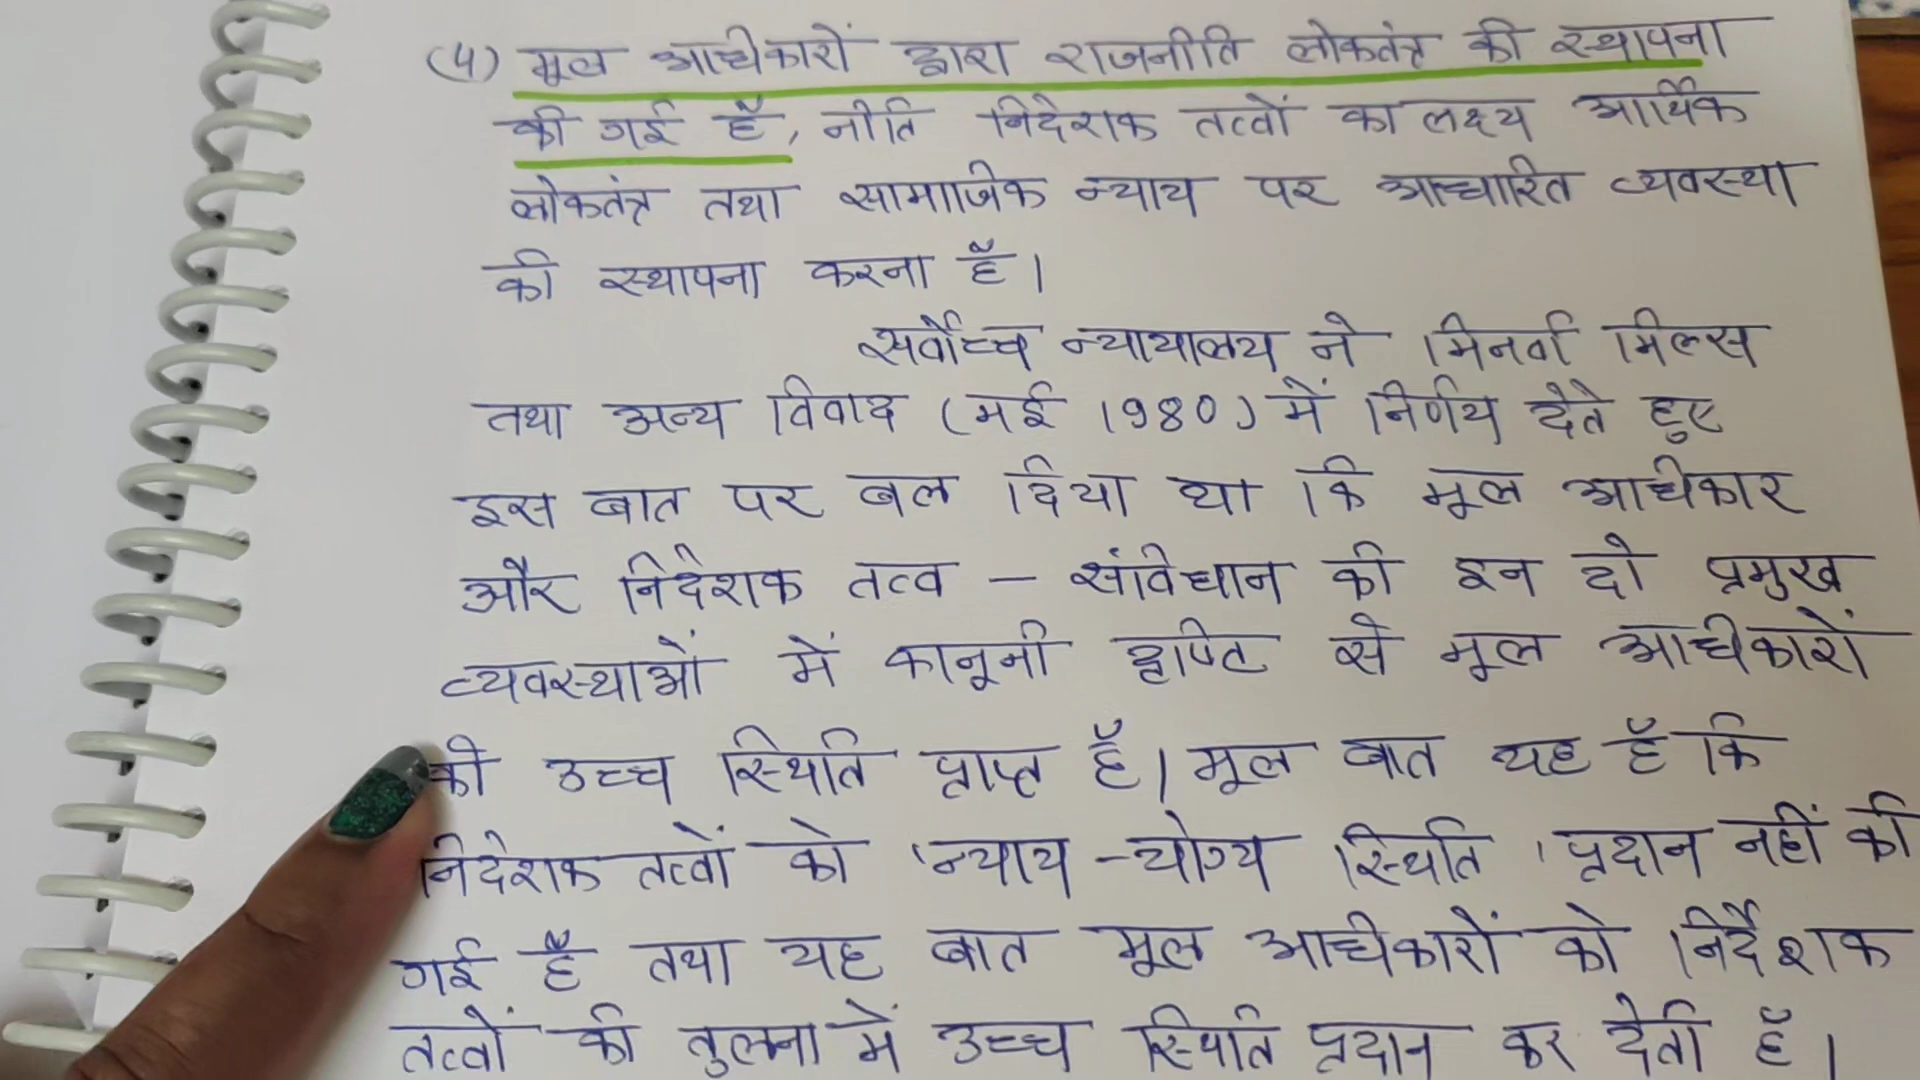 (4) मूल अधिकारों द्वारा राजनीति लोकतंत्र की स्थापना
की गई है, नीति निदेशक तत्वों का लक्ष्य आर्थिक
लोकतंत्र तथा सामाजिक न्याय पर आधारित व्यवस्था
की स्थापना करना है।
सर्वोच्च न्यायालय ने मिनर्वा मिल्स
तथा अन्य विवाद (मई 1980) में निर्णय देते हुए
इस बात पर बल दिया था कि मूल अधिकार
और निर्देशक तत्व – संविधान की इन दो प्रमुख
व्यवस्थाओं में कानूनी दृष्टि से मूल अधिकारों
की उच्च स्थिति प्राप्त है। मूल बात यह है कि
निदेशक तत्वों को 'न्याय-योग्य स्थिति' प्रदान नहीं की
गई है तथा यह बात मूल अधिकारों को निर्देशक
तत्वों की तुलना में उच्च स्थिति प्रदान कर देती है।